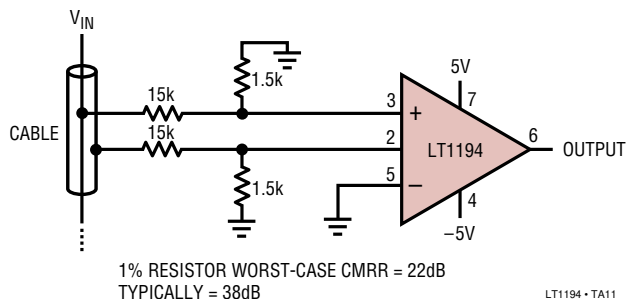 VIN
15k
1.5k
CABLE
15k
1.5k
3
+
2
5
−
LT1194
5V
7
6
OUTPUT
4
−5V
1% RESISTOR WORST-CASE CMRR = 22dB
TYPICALLY = 38dB
LT1194 • TA11